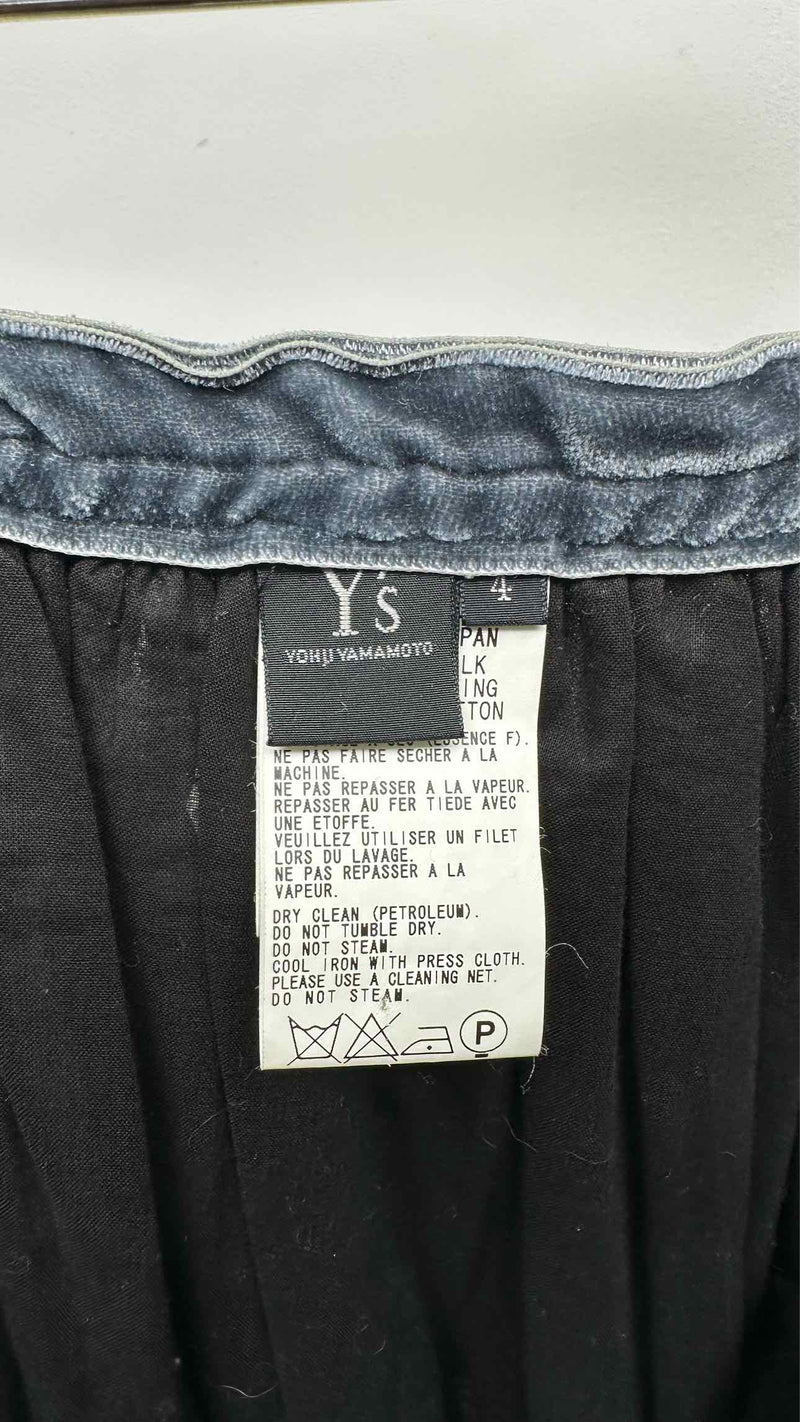 Y's
YOHJI YAMAMOTO
4
PAN
LK
ING
TTON
A SEC (ESSENCE F).
NE PAS FAIRE SECHER A LA
MACHINE.
NE PAS REPASSER A LA VAPEUR.
REPASSER AU FER TIEDE AVEC
UNE ETOFFE.
VEUILLEZ UTILISER UN FILET
LORS DU LAVAGE.
NE PAS REPASSER A LA
VAPEUR.
DRY CLEAN (PETROLEUM).
DO NOT TUMBLE DRY.
DO NOT STEAM.
COOL IRON WITH PRESS CLOTH.
PLEASE USE A CLEANING NET.
DO NOT STEAM.
P